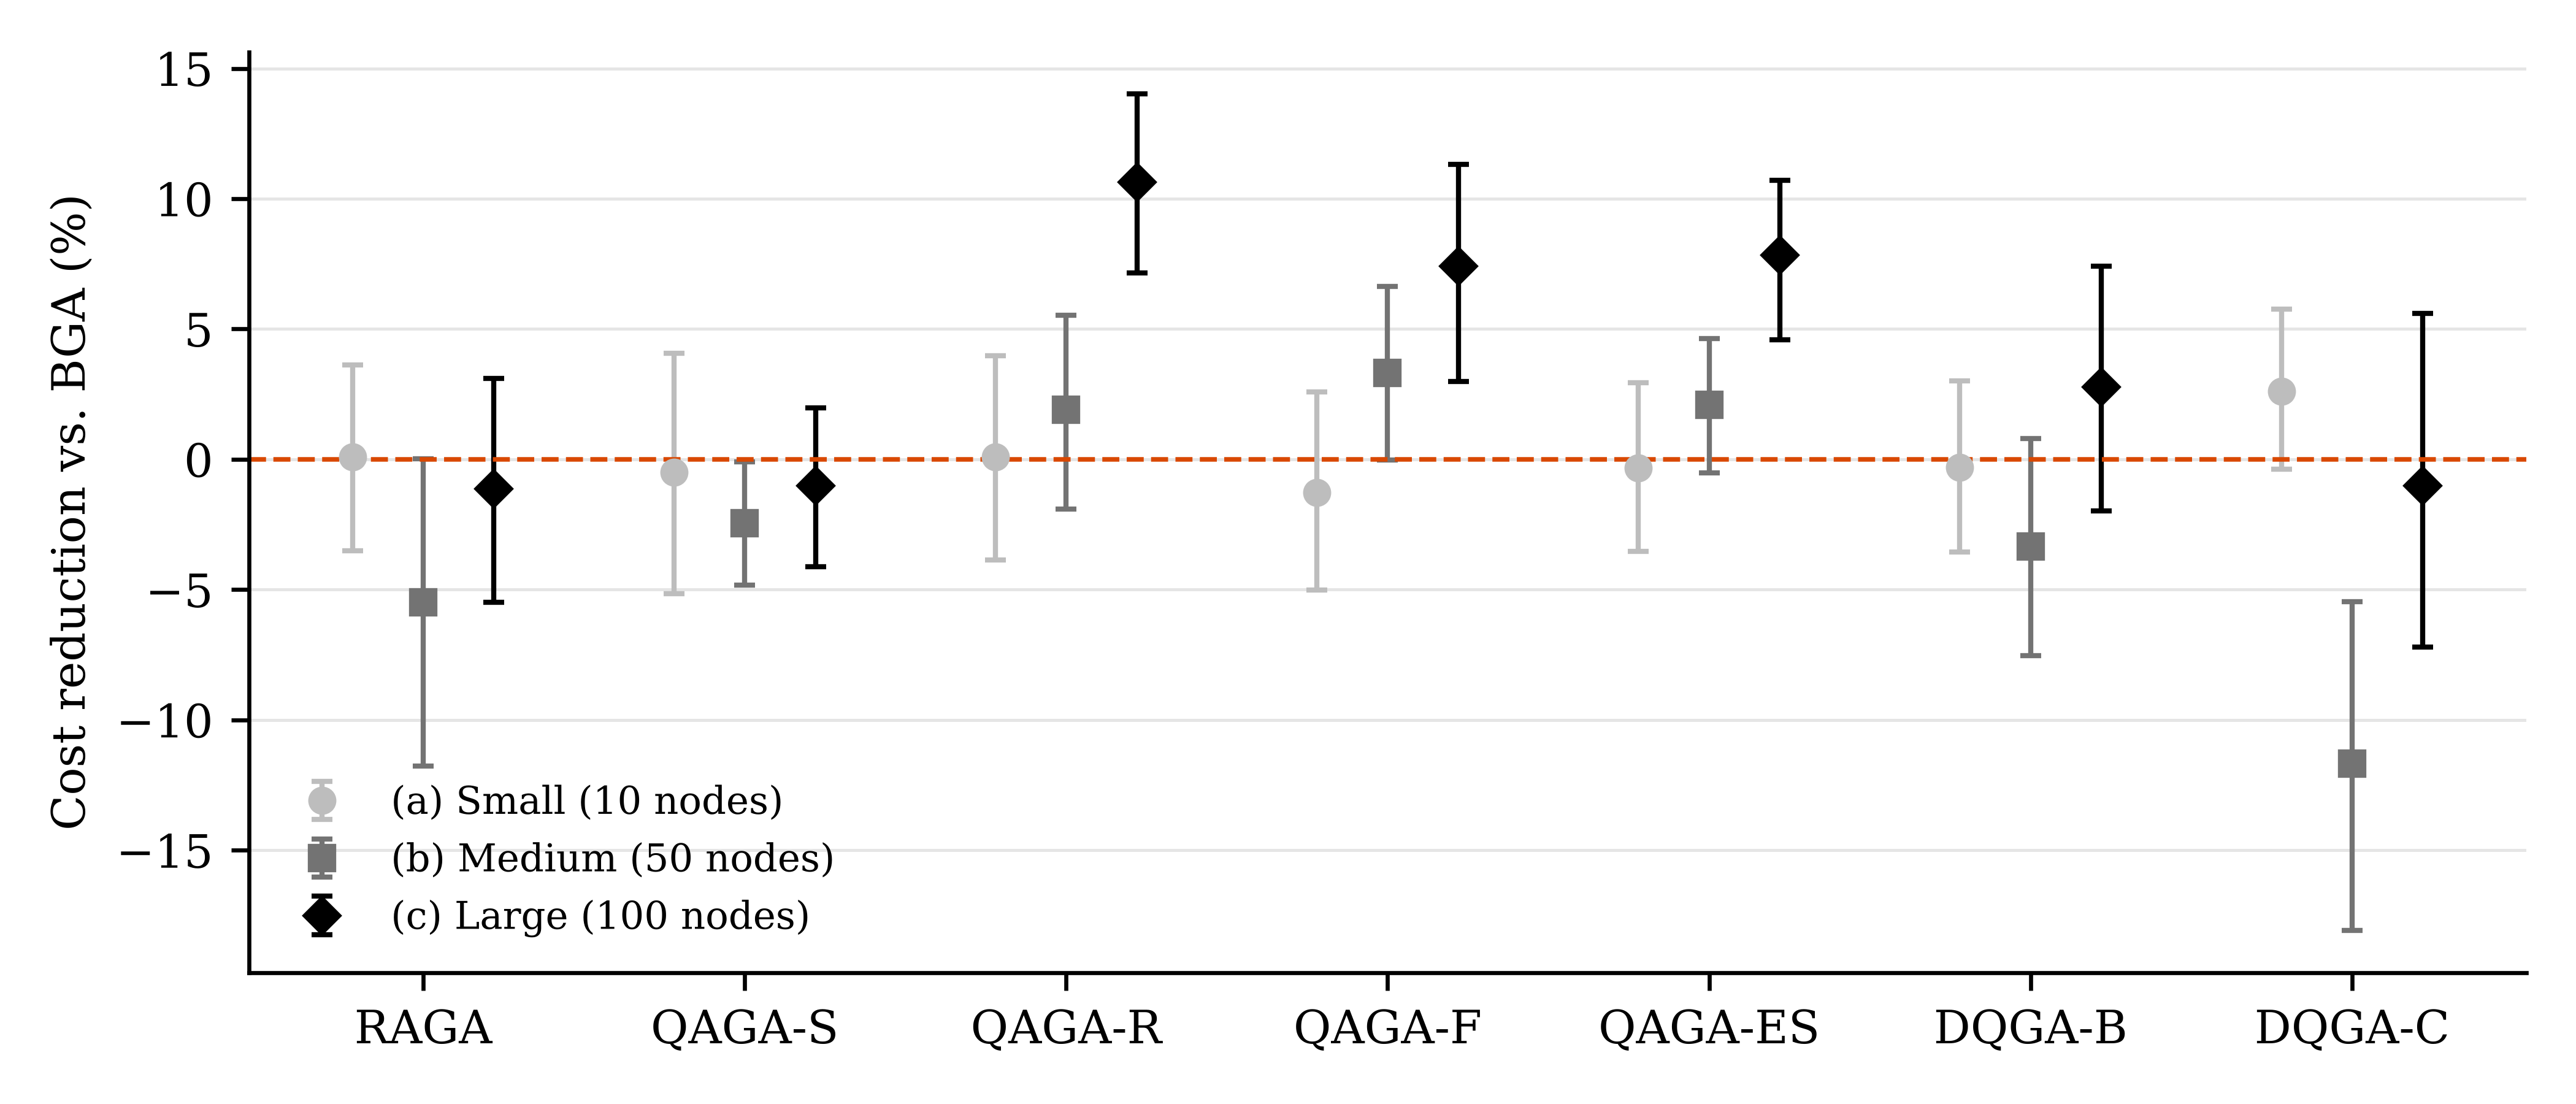 Cost reduction vs. BGA (%)
15
10
5
0
−5
−10
−15
(a) Small (10 nodes)
(b) Medium (50 nodes)
(c) Large (100 nodes)
RAGA QAGA-S QAGA-R QAGA-F QAGA-ES DQGA-B DQGA-C